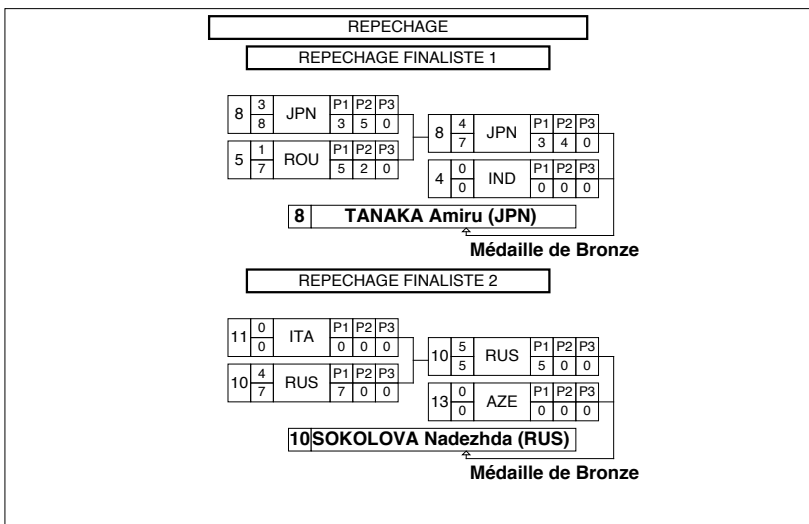 REPECHAGE
REPECHAGE FINALISTE 1
8 3 8 JPN P1 P2 P3 3 5 0
5 1 7 ROU P1 P2 P3 5 2 0
8 4 7 JPN P1 P2 P3 3 4 0
4 0 0 IND P1 P2 P3 0 0 0
8 TANAKA Amiru (JPN)
Médaille de Bronze
REPECHAGE FINALISTE 2
11 0 0 ITA P1 P2 P3 0 0 0
10 4 7 RUS P1 P2 P3 7 0 0
10 5 5 RUS P1 P2 P3 5 0 0
13 0 0 AZE P1 P2 P3 0 0 0
10 SOKOLOVA Nadezhda (RUS)
Médaille de Bronze